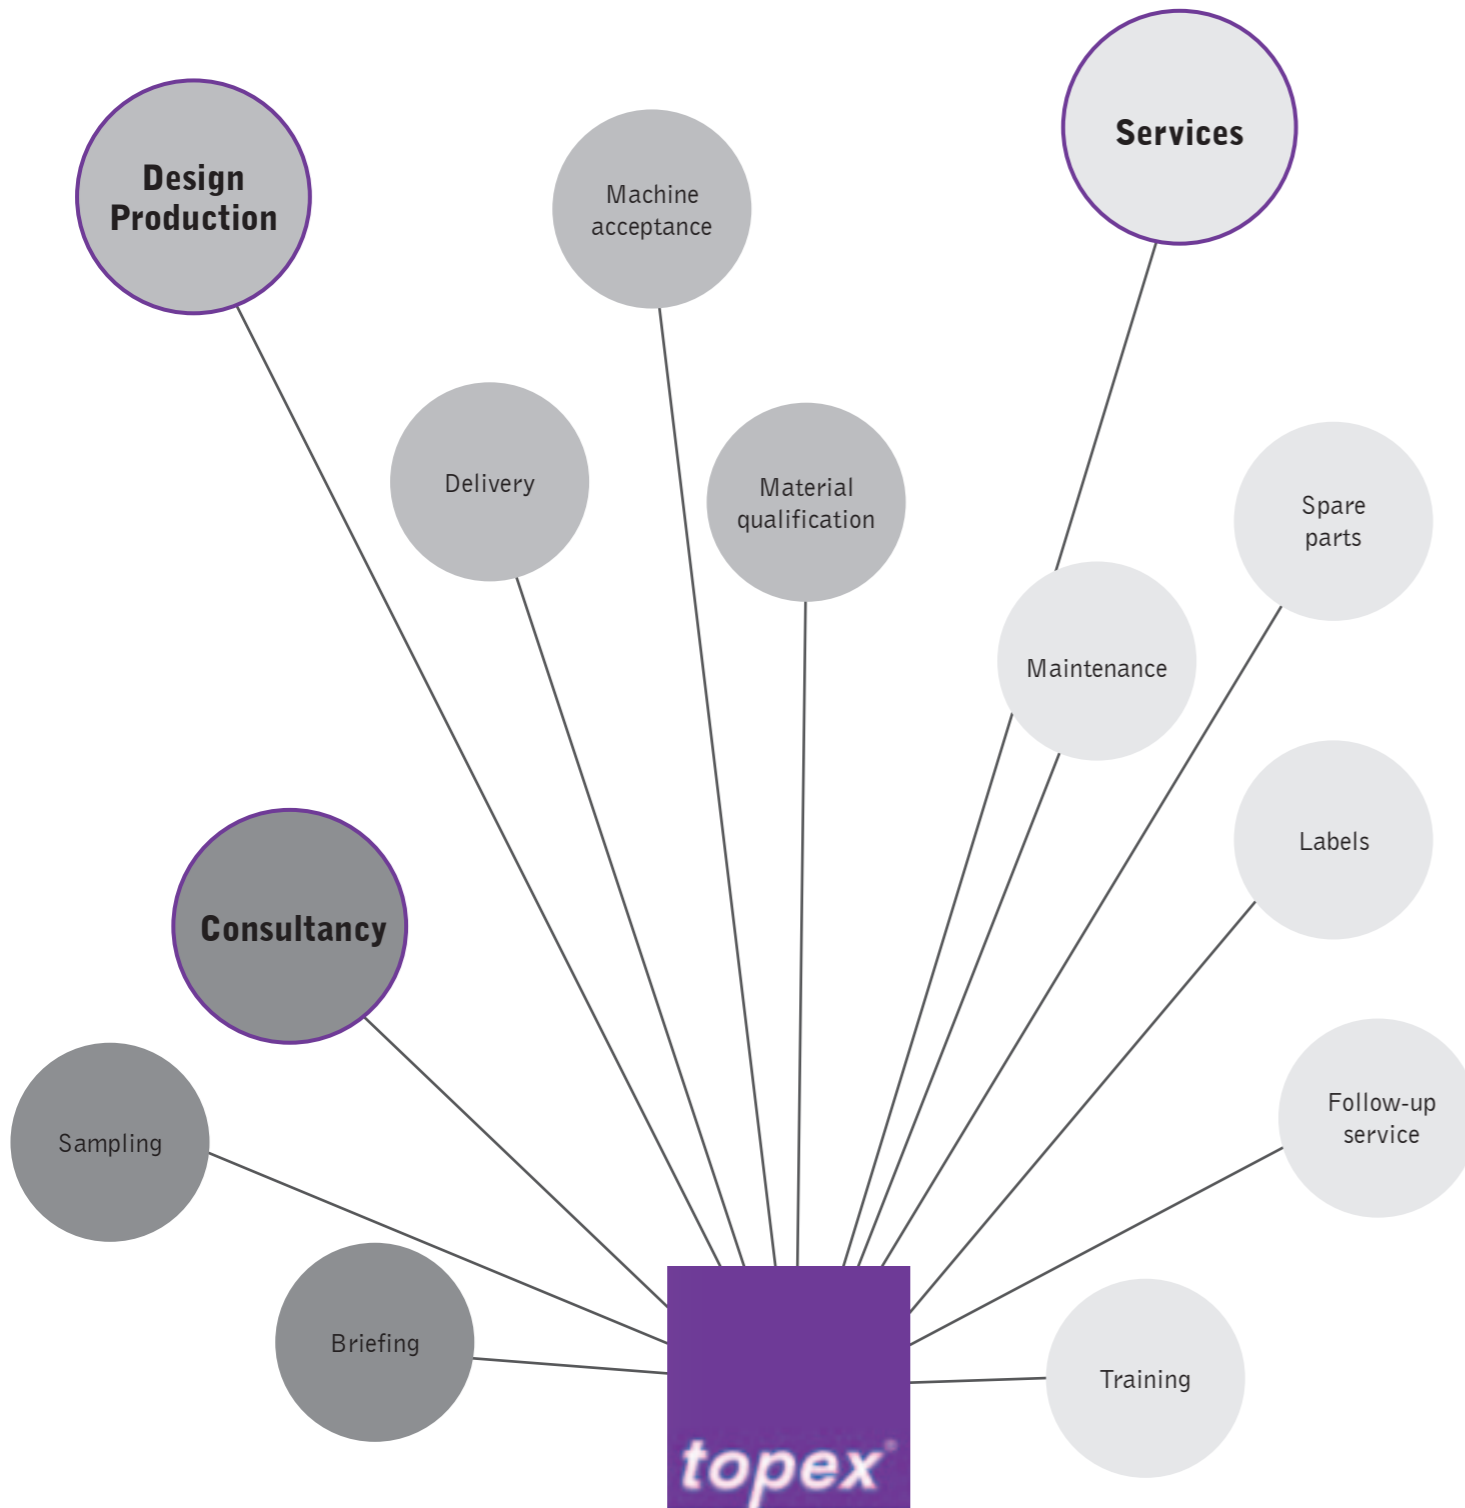 Services
Design
Production
Machine
acceptance
Delivery
Material
qualification
Spare
parts
Maintenance
Labels
Consultancy
Follow-up
service
Sampling
Briefing
Training
topex®